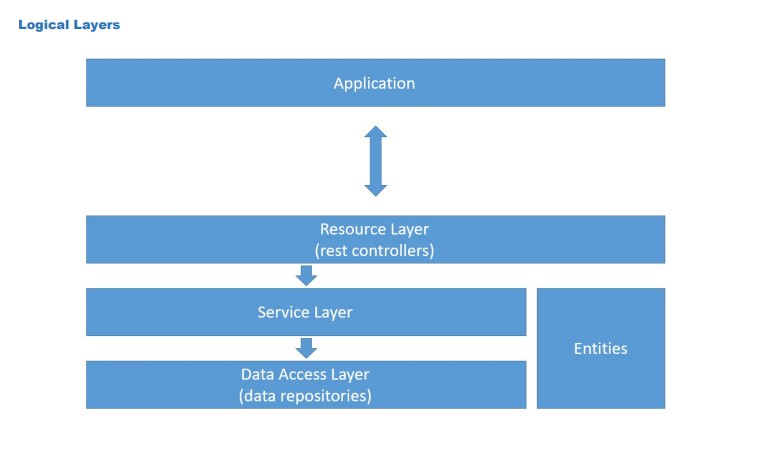 Logical Layers
Application
Resource Layer
(rest controllers)
Service Layer
Entities
Data Access Layer
(data repositories)